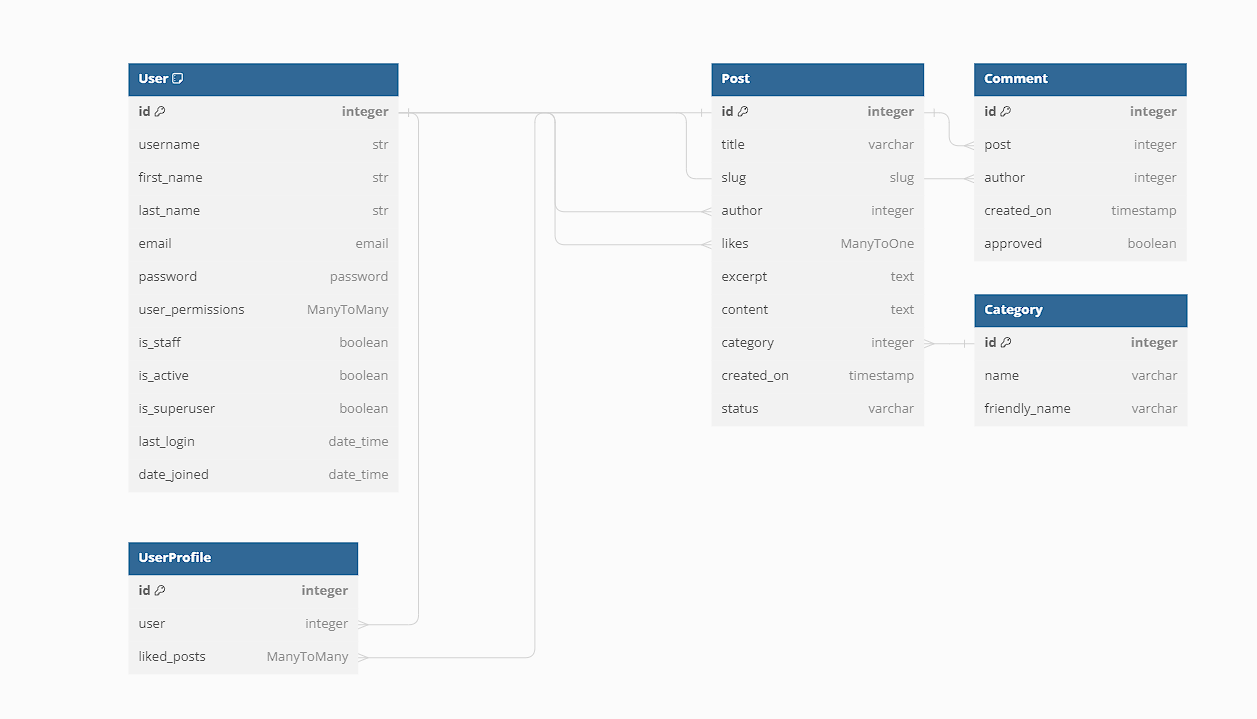 User
id integer
username str
first_name str
last_name str
email email
password password
user_permissions ManyToMany
is_staff boolean
is_active boolean
is_superuser boolean
last_login date_time
date_joined date_time
UserProfile
id integer
user integer
liked_posts ManyToMany
Post
id integer
title varchar
slug slug
author integer
likes ManyToOne
excerpt text
content text
category integer
created_on timestamp
status varchar
Comment
id integer
post integer
author integer
created_on timestamp
approved boolean
Category
id integer
name varchar
friendly_name varchar